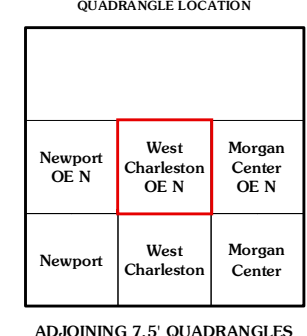 QUADRANGLE LOCATION
Newport
OE N
West
Charleston
OE N
Morgan
Center
OE N
Newport
West
Charleston
Morgan
Center
ADJOINING 7.5' QUADRANGLES